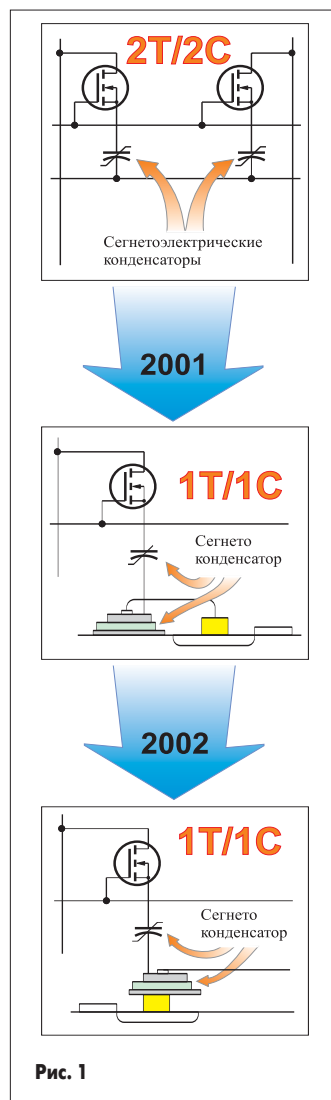 2T/2C
Сегнетоэлектрические
конденсаторы
2001
1T/1C
Сегнето
конденсатор
2002
1T/1C
Сегнето
конденсатор
Рис. 1